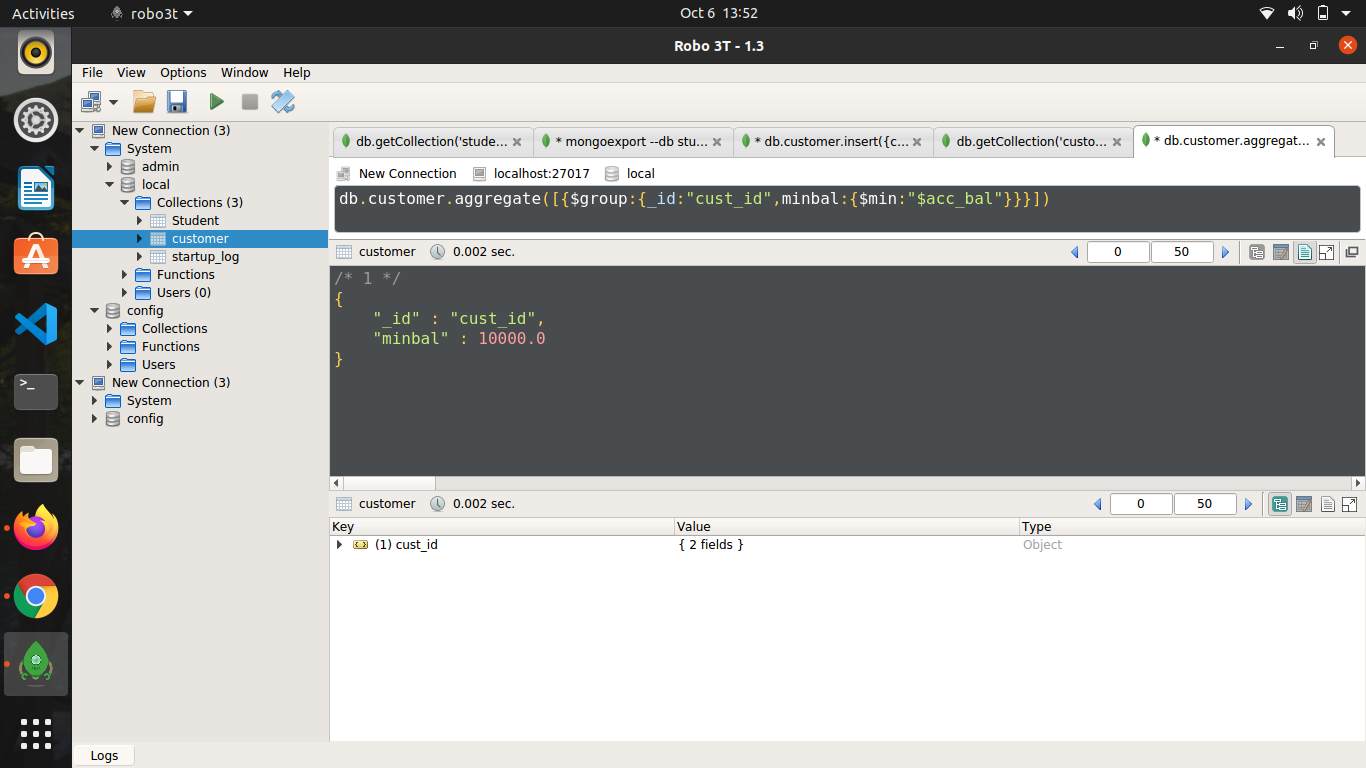 Activities robo3t Oct 6 13:52
Robo 3T - 1.3
File View Options Window Help
New Connection (3)
System
admin
local
Collections (3)
Student
customer
startup_log
Functions
Users (0)
config
Collections
Functions
Users
New Connection (3)
System
config
db.getCollection('stude... * mongoexport --db stu... * db.customer.insert({c... db.getCollection('custo... * db.customer.aggregat...
New Connection localhost:27017 local
db.customer.aggregate([{$group:{_id:"cust_id",minbal:{$min:"$acc_bal"}}}])
customer 0.002 sec. 0 50
/* 1 */
{
"_id" : "cust_id",
"minbal" : 10000.0
}
customer 0.002 sec. 0 50
Key Value Type
(1) cust_id { 2 fields } Object
Logs